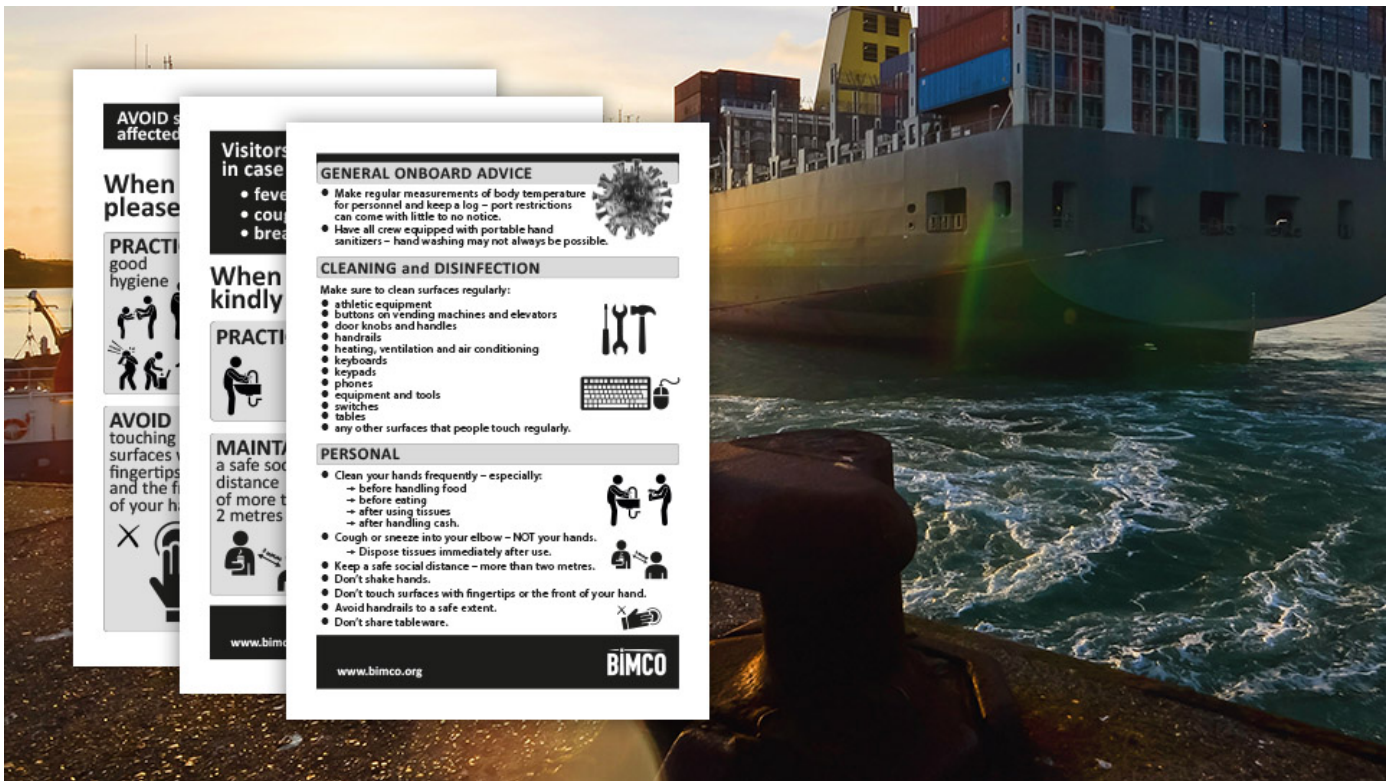 AVOID
affected
When
please
PRACTI
good
hygiene
AVOID
touching
surfaces
fingertips
and the
of your
Visitors
in case
• feve
• coug
• brea
When
kindly
PRACTI
MAINTA
a safe soc
distance
of more t
2 metres
www.bimc
GENERAL ONBOARD ADVICE
• Make regular measurements of body temperature
for personnel and keep a log – port restrictions
can come with little to no notice.
• Have all crew equipped with portable hand
sanitizers – hand washing may not always be possible.
CLEANING and DISINFECTION
Make sure to clean surfaces regularly:
• athletic equipment
• buttons on vending machines and elevators
• door knobs and handles
• handrails
• heating, ventilation and air conditioning
• keyboards
• keypads
• phones
• equipment and tools
• switches
• tables
• any other surfaces that people touch regularly.
PERSONAL
• Clean your hands frequently – especially:
→ before handling food
→ before eating
→ after using tissues
→ after handling cash.
• Cough or sneeze into your elbow – NOT your hands.
→ Dispose tissues immediately after use.
• Keep a safe social distance – more than two metres.
• Don't shake hands.
• Don't touch surfaces with fingertips or the front of your hand.
• Avoid handrails to a safe extent.
• Don't share tableware.
www.bimco.org
BIMCO